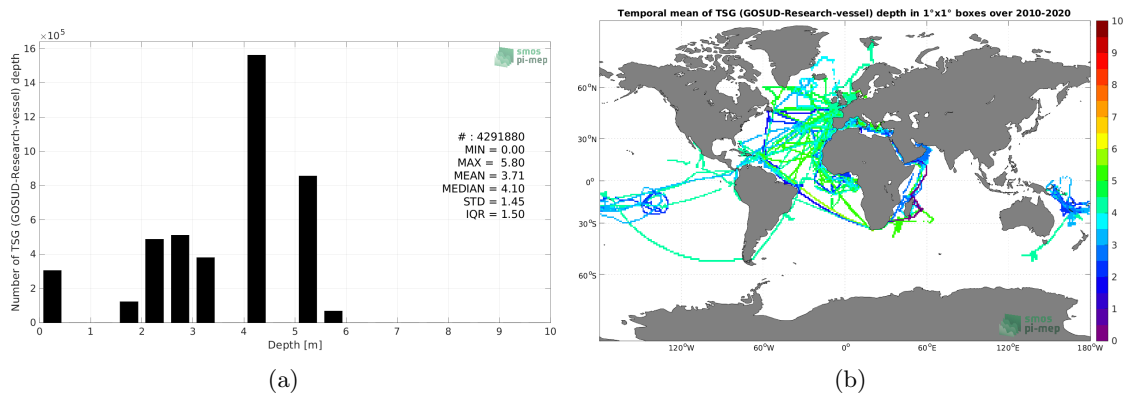 ×10⁵
16
14
12
10
8
6
4
2
0
Number of TSG (GOSUD-Research-vessel) depth
smos
pi-mep
# : 4291880
MIN = 0.00
MAX = 5.80
MEAN = 3.71
MEDIAN = 4.10
STD = 1.45
IQR = 1.50
0 1 2 3 4 5 6 7 8 9 10
Depth [m]
(a)
Temporal mean of TSG (GOSUD-Research-vessel) depth in 1°x1° boxes over 2010-2020
60°N
30°N
0°
30°S
60°S
120°W 60°W 0° 60°E 120°E 180°W
smos
pi-mep
10
9
8
7
6
5
4
3
2
1
0
(b)